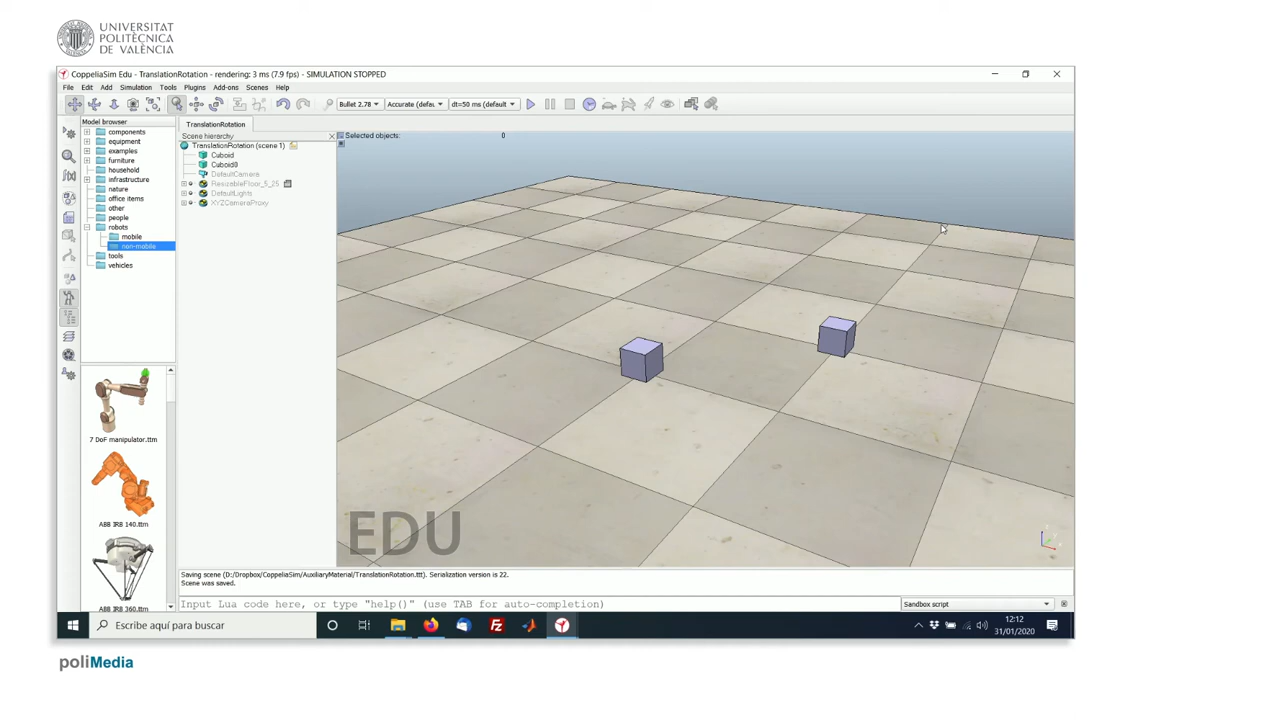 UNIVERSITAT
POLITÈCNICA
DE VALÈNCIA
CoppeliaSim Edu - TranslationRotation - rendering: 3 ms (7.9 fps) - SIMULATION STOPPED
File Edit Add Simulation Tools Plugins Add-ons Scenes Help
Bullet 2.78 Accurate (defau dt=50 ms (default
Model browser
components
equipment
examples
furniture
household
infrastructure
nature
office items
other
people
robots
mobile
non-mobile
tools
vehicles
7 DoF manipulator.ttm
ABB IRB 140.ttm
ABB IRB 360.ttm
TranslationRotation
Scene hierarchy
TranslationRotation (scene 1)
Cuboid
Cuboid0
DefaultCamera
ResizableFloor_5_25
DefaultLights
XYZCameraProxy
Selected objects: 0
EDU
Saving scene (D:/Dropbox/CoppeliaSim/AuxiliaryMaterial/TranslationRotation.ttt). Serialization version is 22.
Scene was saved.
Input Lua code here, or type "help()" (use TAB for auto-completion)
Sandbox script
Escribe aquí para buscar
12:12
31/01/2020
poliMedia